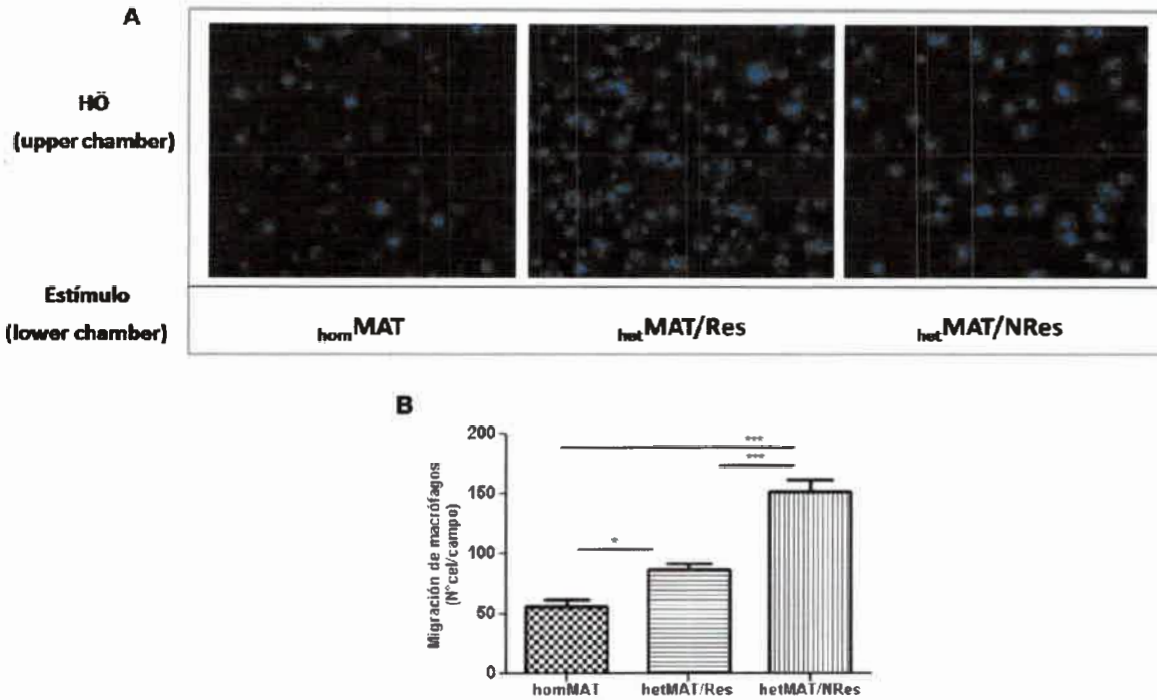 A
HÖ
(upper chamber)
Estímulo
(lower chamber)
homMAT
hetMAT/Res
hetMAT/NRes
B
Migración de macrófagos
(N°cel/campo)
200
150
100
50
0
***
***
*
homMAT
hetMAT/Res
hetMAT/NRes